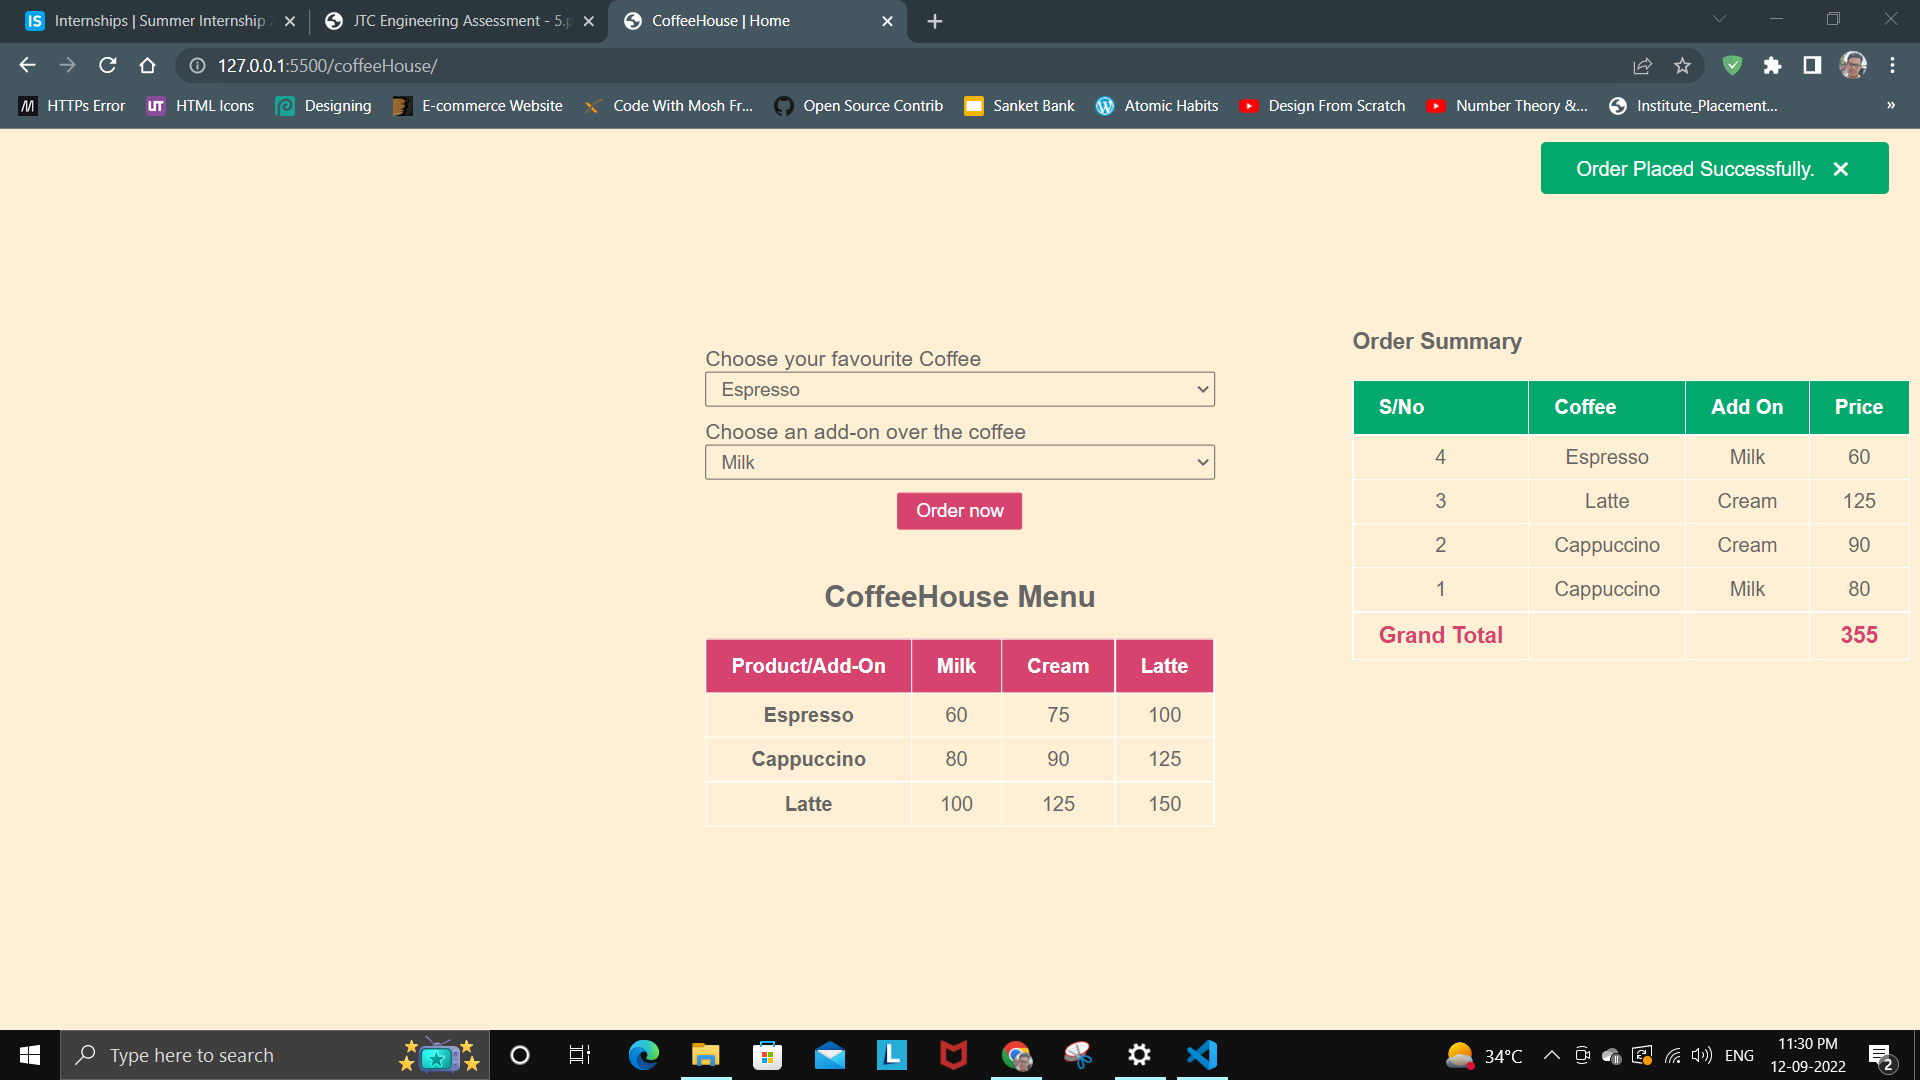 Internships | Summer Internship
JTC Engineering Assessment - 5.p
CoffeeHouse | Home
127.0.0.1:5500/coffeeHouse/
HTTPs Error
HTML Icons
Designing
E-commerce Website
Code With Mosh Fr...
Open Source Contrib
Sanket Bank
Atomic Habits
Design From Scratch
Number Theory &...
Institute_Placement...
»
Order Placed Successfully. ×
Choose your favourite Coffee
Espresso
Choose an add-on over the coffee
Milk
Order now
CoffeeHouse Menu
Product/Add-On Milk Cream Latte
Espresso 60 75 100
Cappuccino 80 90 125
Latte 100 125 150
Order Summary
S/No Coffee Add On Price
4 Espresso Milk 60
3 Latte Cream 125
2 Cappuccino Cream 90
1 Cappuccino Milk 80
Grand Total 355
Type here to search
34°C
ENG
11:30 PM
12-09-2022
2